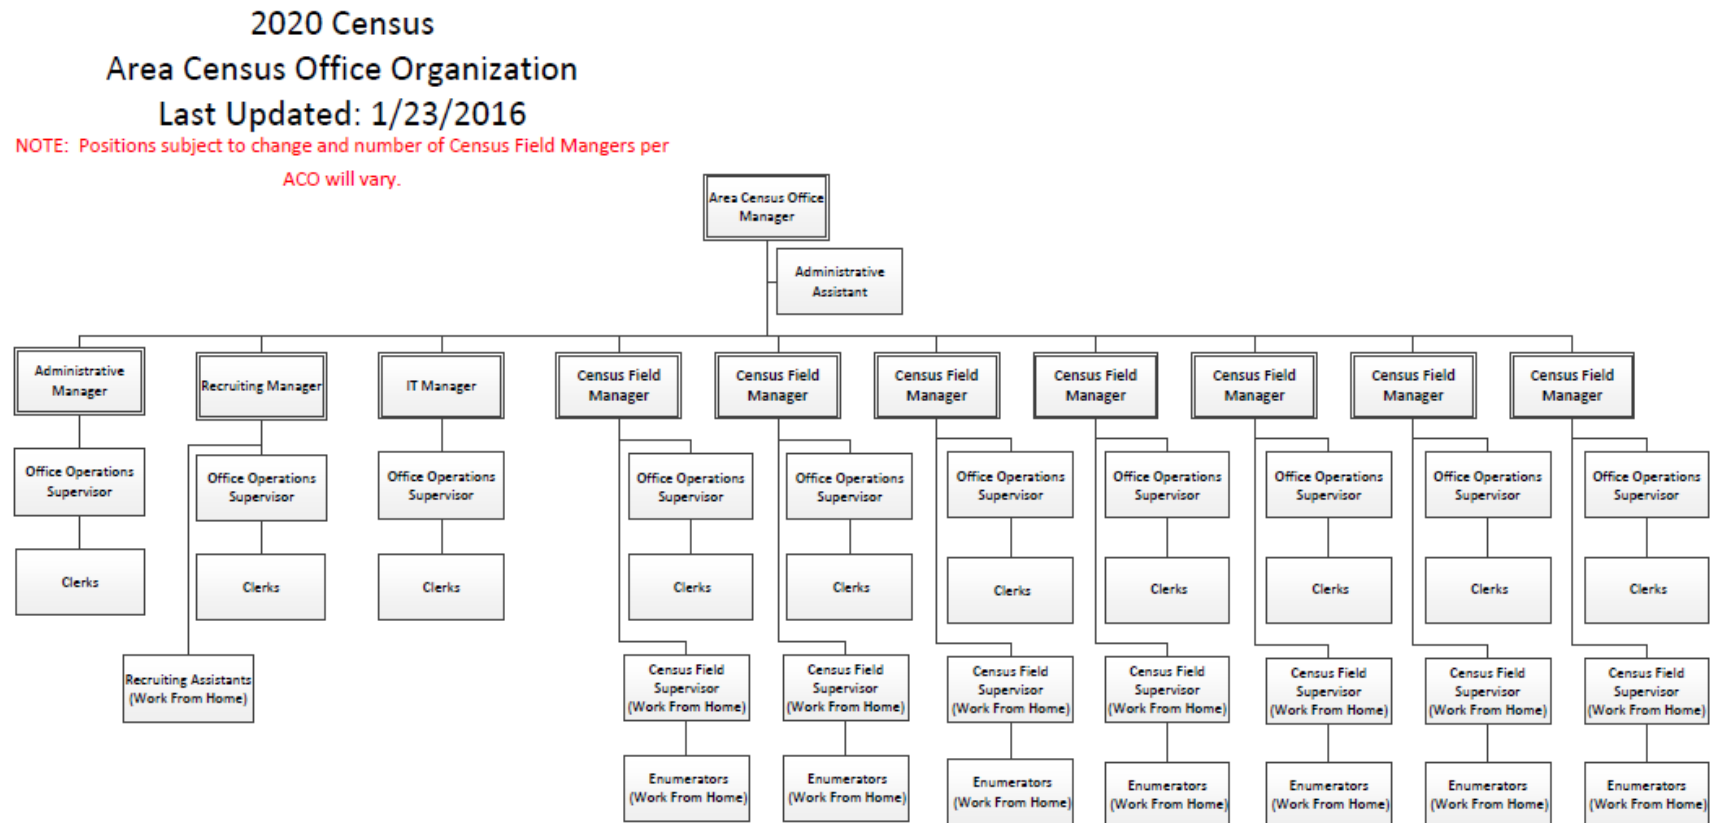 2020 Census
Area Census Office Organization
Last Updated: 1/23/2016
NOTE: Positions subject to change and number of Census Field Mangers per
ACO will vary.
Area Census Office
Manager
Administrative
Assistant
Administrative
Manager
Recruiting Manager
IT Manager
Census Field
Manager
Census Field
Manager
Census Field
Manager
Census Field
Manager
Census Field
Manager
Census Field
Manager
Census Field
Manager
Office Operations
Supervisor
Office Operations
Supervisor
Office Operations
Supervisor
Office Operations
Supervisor
Office Operations
Supervisor
Office Operations
Supervisor
Office Operations
Supervisor
Office Operations
Supervisor
Office Operations
Supervisor
Office Operations
Supervisor
Clerks
Clerks
Clerks
Clerks
Clerks
Clerks
Clerks
Clerks
Clerks
Clerks
Recruiting Assistants
(Work From Home)
Census Field
Supervisor
(Work From Home)
Census Field
Supervisor
(Work From Home)
Census Field
Supervisor
(Work From Home)
Census Field
Supervisor
(Work From Home)
Census Field
Supervisor
(Work From Home)
Census Field
Supervisor
(Work From Home)
Census Field
Supervisor
(Work From Home)
Enumerators
(Work From Home)
Enumerators
(Work From Home)
Enumerators
(Work From Home)
Enumerators
(Work From Home)
Enumerators
(Work From Home)
Enumerators
(Work From Home)
Enumerators
(Work From Home)